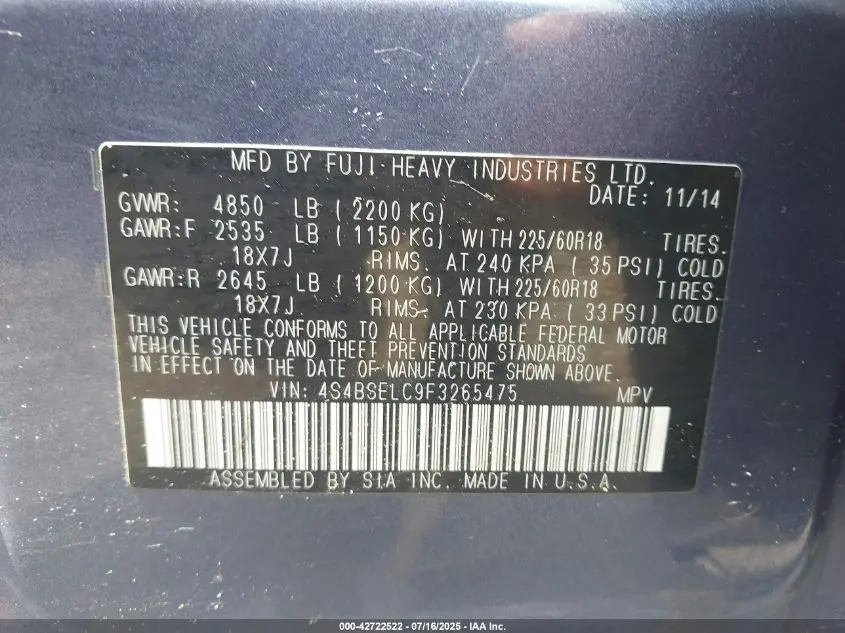 MFD BY FUJI HEAVY INDUSTRIES LTD.
DATE: 11/14
GVWR: 4850 LB ( 2200 KG)
GAWR:F 2535 LB ( 1150 KG) WITH 225/60R18 TIRES.
18X7J RIMS. AT 240 KPA ( 35 PSI) COLD
GAWR:R 2645 LB ( 1200 KG) WITH 225/60R18 TIRES.
18X7J RIMS. AT 230 KPA ( 33 PSI) COLD
THIS VEHICLE CONFORMS TO ALL APPLICABLE FEDERAL MOTOR
VEHICLE SAFETY AND THEFT PREVENTION STANDARDS
IN EFFECT ON THE DATE OF MANUFACTURE SHOWN ABOVE.
VIN: 4S4BSELC9F3265475 MPV
ASSEMBLED BY SIA INC. MADE IN U.S.A.
000-42722522 - 07/16/2025 - IAA Inc.